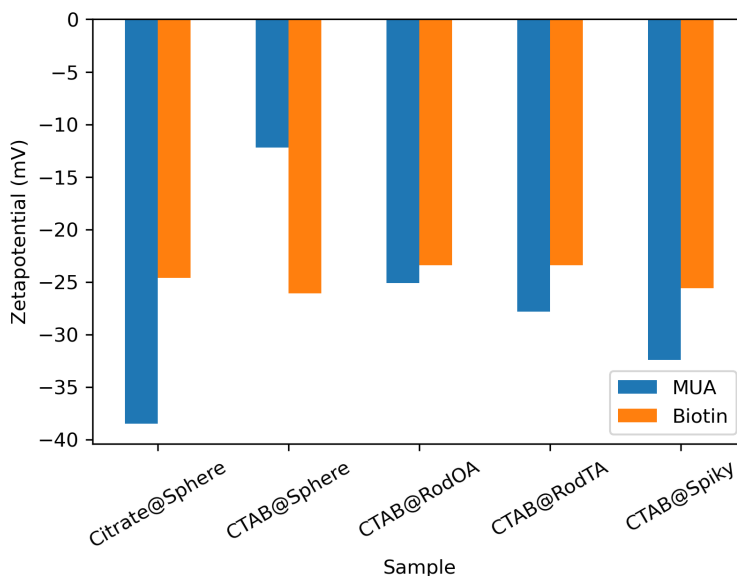 0
−5
−10
−15
−20
−25
−30
−35
−40
Zetapotential (mV)
MUA
Biotin
Citrate@Sphere
CTAB@Sphere
CTAB@RodOA
CTAB@RodTA
CTAB@Spiky
Sample